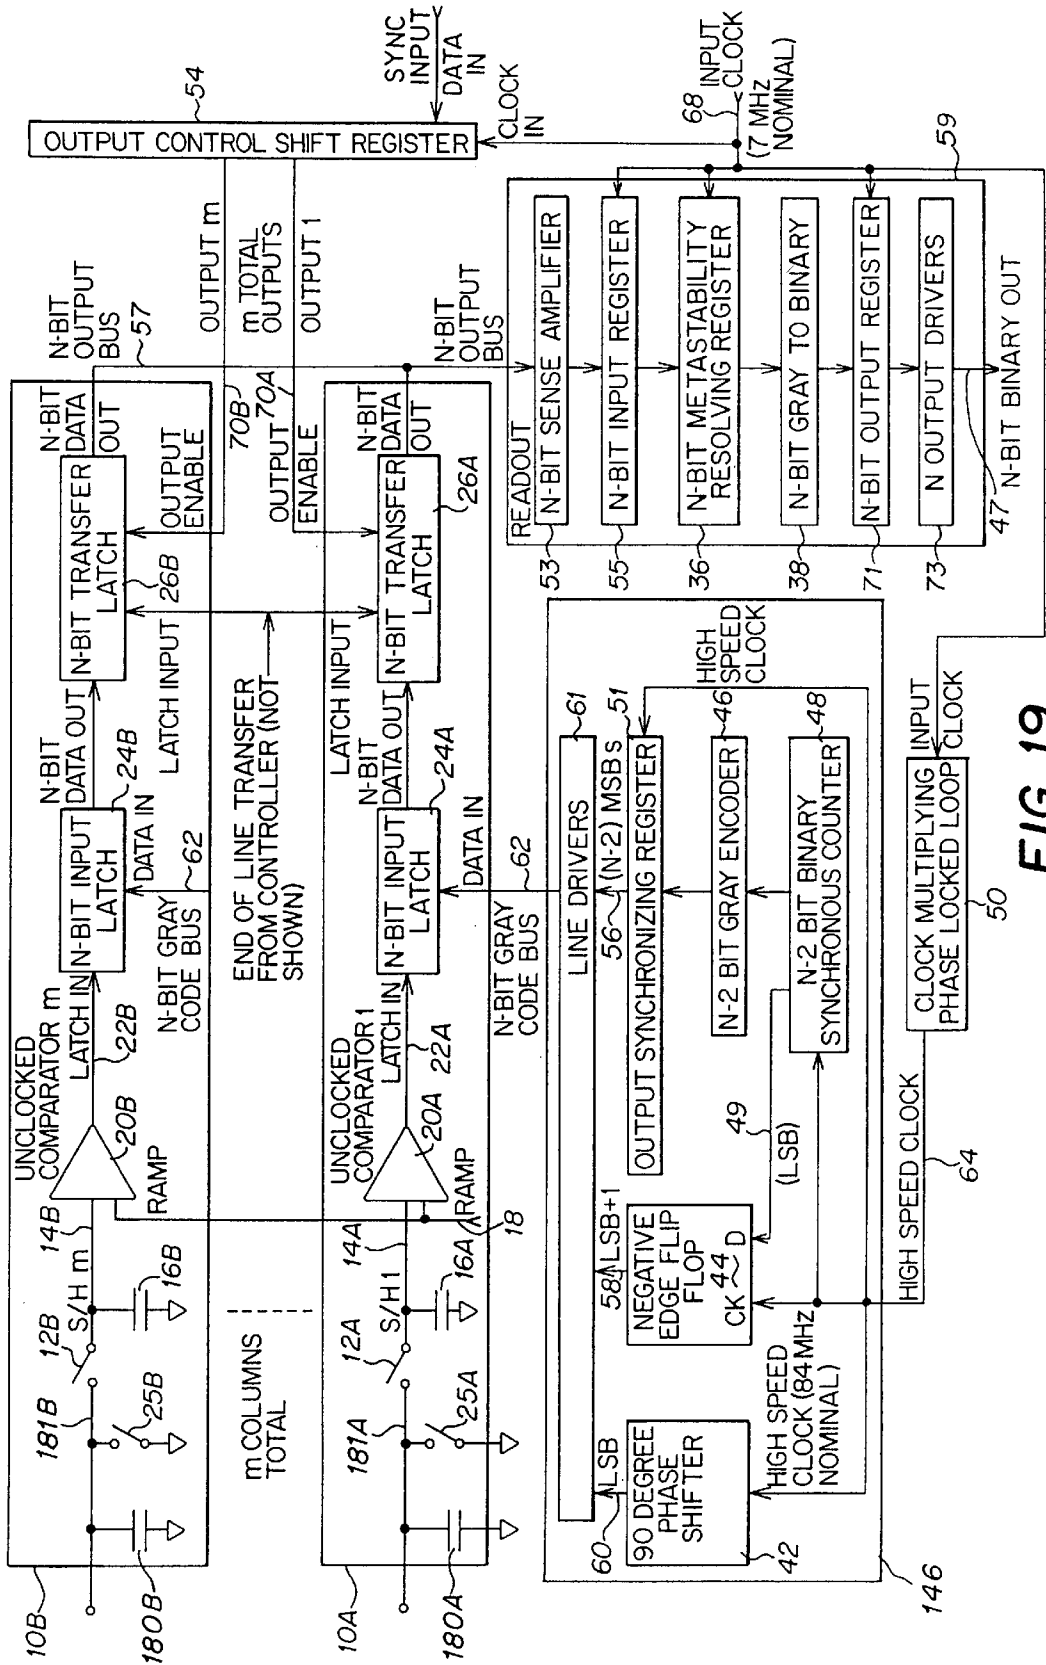 10B
180B
181B
25B
12B
S/H m
16B
14B
RAMP
UNCLOCKED
COMPARATOR m
20B
LATCH IN
22B
N-BIT GRAY
CODE BUS
62
N-BIT INPUT
LATCH
DATA IN
24B
N-BIT
DATA OUT
LATCH INPUT
N-BIT TRANSFER
LATCH
26B
OUTPUT
ENABLE
N-BIT
DATA
OUT
N-BIT
OUTPUT
BUS
57
OUTPUT m
m TOTAL
OUTPUTS
OUTPUT 1
70B
70A
OUTPUT CONTROL SHIFT REGISTER
54
SYNC
INPUT
DATA
IN
CLOCK
IN
m COLUMNS
TOTAL
END OF LINE TRANSFER
FROM CONTROLLER (NOT
SHOWN)
10A
180A
181A
25A
12A
S/H1
16A
14A
RAMP
18
UNCLOCKED
COMPARATOR 1
20A
LATCH IN
22A
N-BIT GRAY
CODE BUS
62
N-BIT INPUT
LATCH
DATA IN
24A
N-BIT
DATA OUT
LATCH INPUT
N-BIT TRANSFER
LATCH
26A
OUTPUT
ENABLE
N-BIT
DATA
OUT
N-BIT
OUTPUT
BUS
READOUT
53
N-BIT SENSE AMPLIFIER
55
N-BIT INPUT REGISTER
36
N-BIT METASTABILITY
RESOLVING REGISTER
38
N-BIT GRAY TO BINARY
71
N-BIT OUTPUT REGISTER
73
N OUTPUT DRIVERS
47
N-BIT BINARY OUT
59
68
INPUT
CLOCK
(7 MHz
NOMINAL)
LINE DRIVERS
61
60
LSB
90 DEGREE
PHASE
SHIFTER
42
58
LSB+1
NEGATIVE
EDGE FLIP
FLOP
44
CK
D
56
(N-2) MSBs
OUTPUT SYNCHRONIZING REGISTER
51
N-2 BIT GRAY ENCODER
46
N-2 BIT BINARY
SYNCHRONOUS COUNTER
48
49
(LSB)
HIGH
SPEED
CLOCK
HIGH SPEED
CLOCK (84 MHz
NOMINAL)
146
HIGH SPEED CLOCK
64
CLOCK MULTIPLYING
PHASE LOCKED LOOP
50
INPUT
CLOCK
FIG. 19